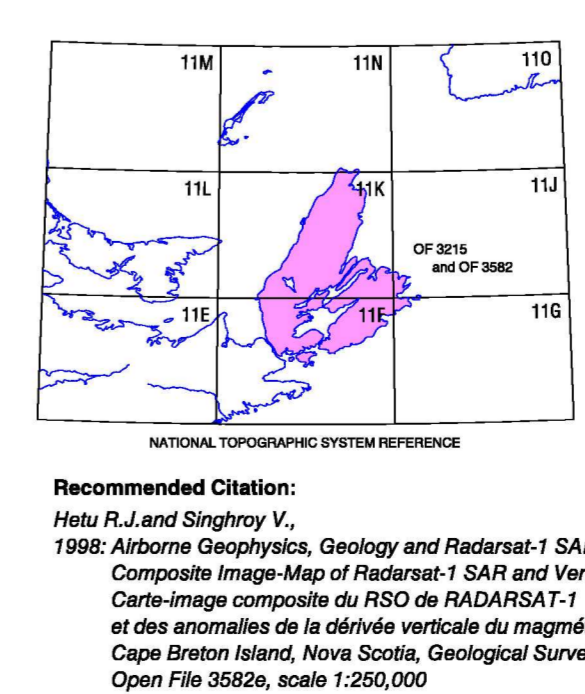 11M
11N
110
11L
11K
11J
OF 3215
and OF 3582
11E
11F
11G
NATIONAL TOPOGRAPHIC SYSTEM REFERENCE
Recommended Citation:
Hetu R.J.and Singhroy V.,
1998: Airborne Geophysics, Geology and Radarsat-1
Composite Image-Map of Radarsat-1 SAR and
Carte-image composite du RSO de RADARSAT-1
et des anomalies de la dérivée verticale du
Cape Breton Island, Nova Scotia, Geological
Open File 3582e, scale 1:250,000